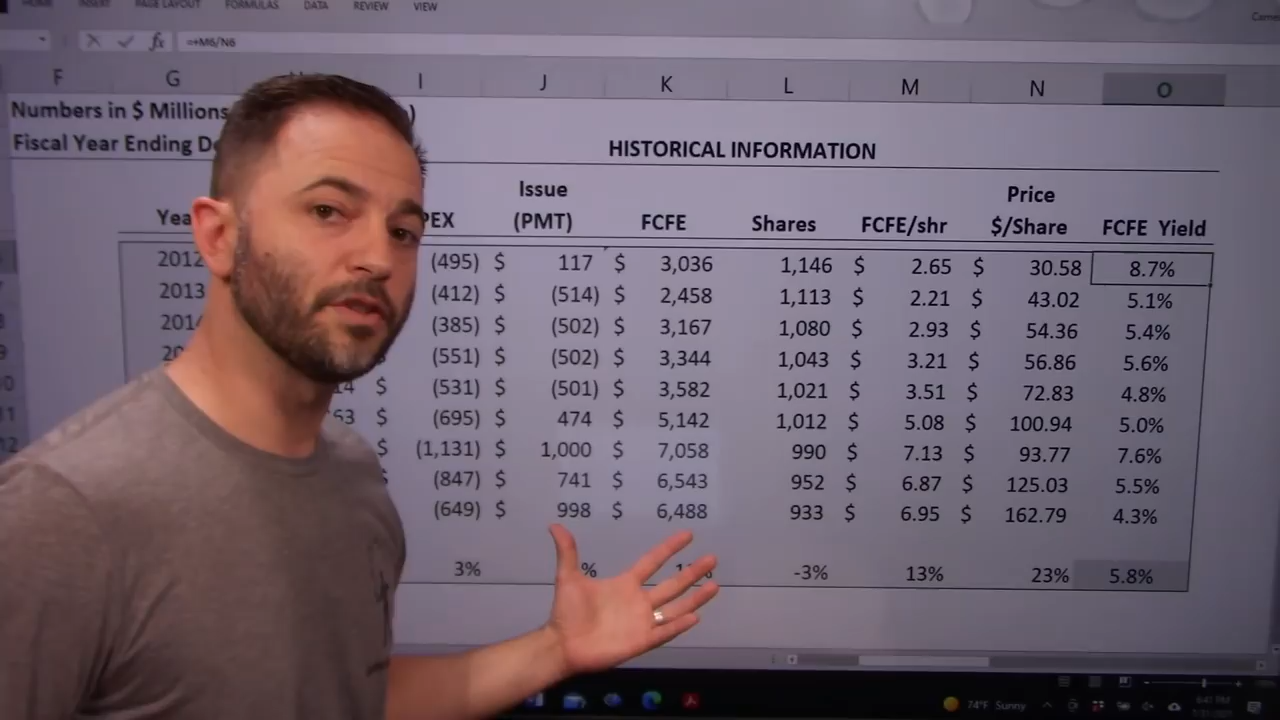 HOME INSERT PAGE LAYOUT FORMULAS DATA REVIEW VIEW
fx =+M6/N6
F G I J K L M N O
Numbers in $ Millions )
Fiscal Year Ending
HISTORICAL INFORMATION
Issue Price
PEX (PMT) FCFE Shares FCFE/shr $/Share FCFE Yield
2012 (495) $ 117 $ 3,036 1,146 $ 2.65 $ 30.58 8.7%
2013 (412) $ (514) $ 2,458 1,113 $ 2.21 $ 43.02 5.1%
(385) $ (502) $ 3,167 1,080 $ 2.93 $ 54.36 5.4%
(551) $ (502) $ 3,344 1,043 $ 3.21 $ 56.86 5.6%
14 $ (531) $ (501) $ 3,582 1,021 $ 3.51 $ 72.83 4.8%
53 $ (695) $ 474 $ 5,142 1,012 $ 5.08 $ 100.94 5.0%
$ (1,131) $ 1,000 $ 7,058 990 $ 7.13 $ 93.77 7.6%
$ (847) $ 741 $ 6,543 952 $ 6.87 $ 125.03 5.5%
(649) $ 998 $ 6,488 933 $ 6.95 $ 162.79 4.3%
3% % -3% 13% 23% 5.8%
74°F Sunny